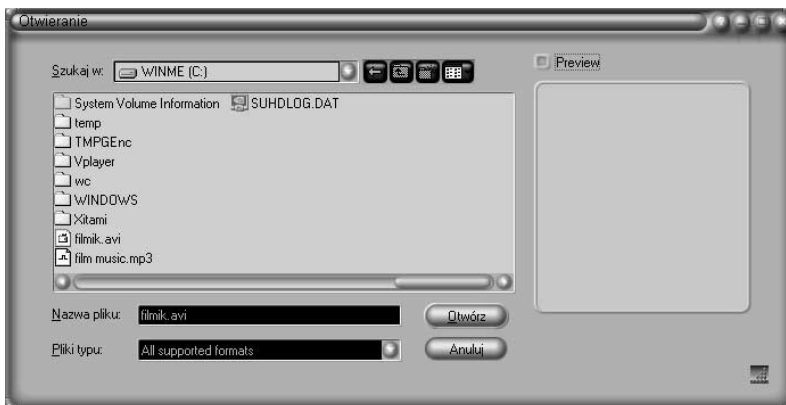 Otwieranie
Szukaj w: WINME (C:)
Preview
System Volume Information SUHDLOG.DAT
temp
TMPGEnc
Vplayer
wc
WINDOWS
Xitami
filmik.avi
film music.mp3
Nazwa pliku: filmik.avi Otwórz
Pliki typu: All supported formats Anuluj